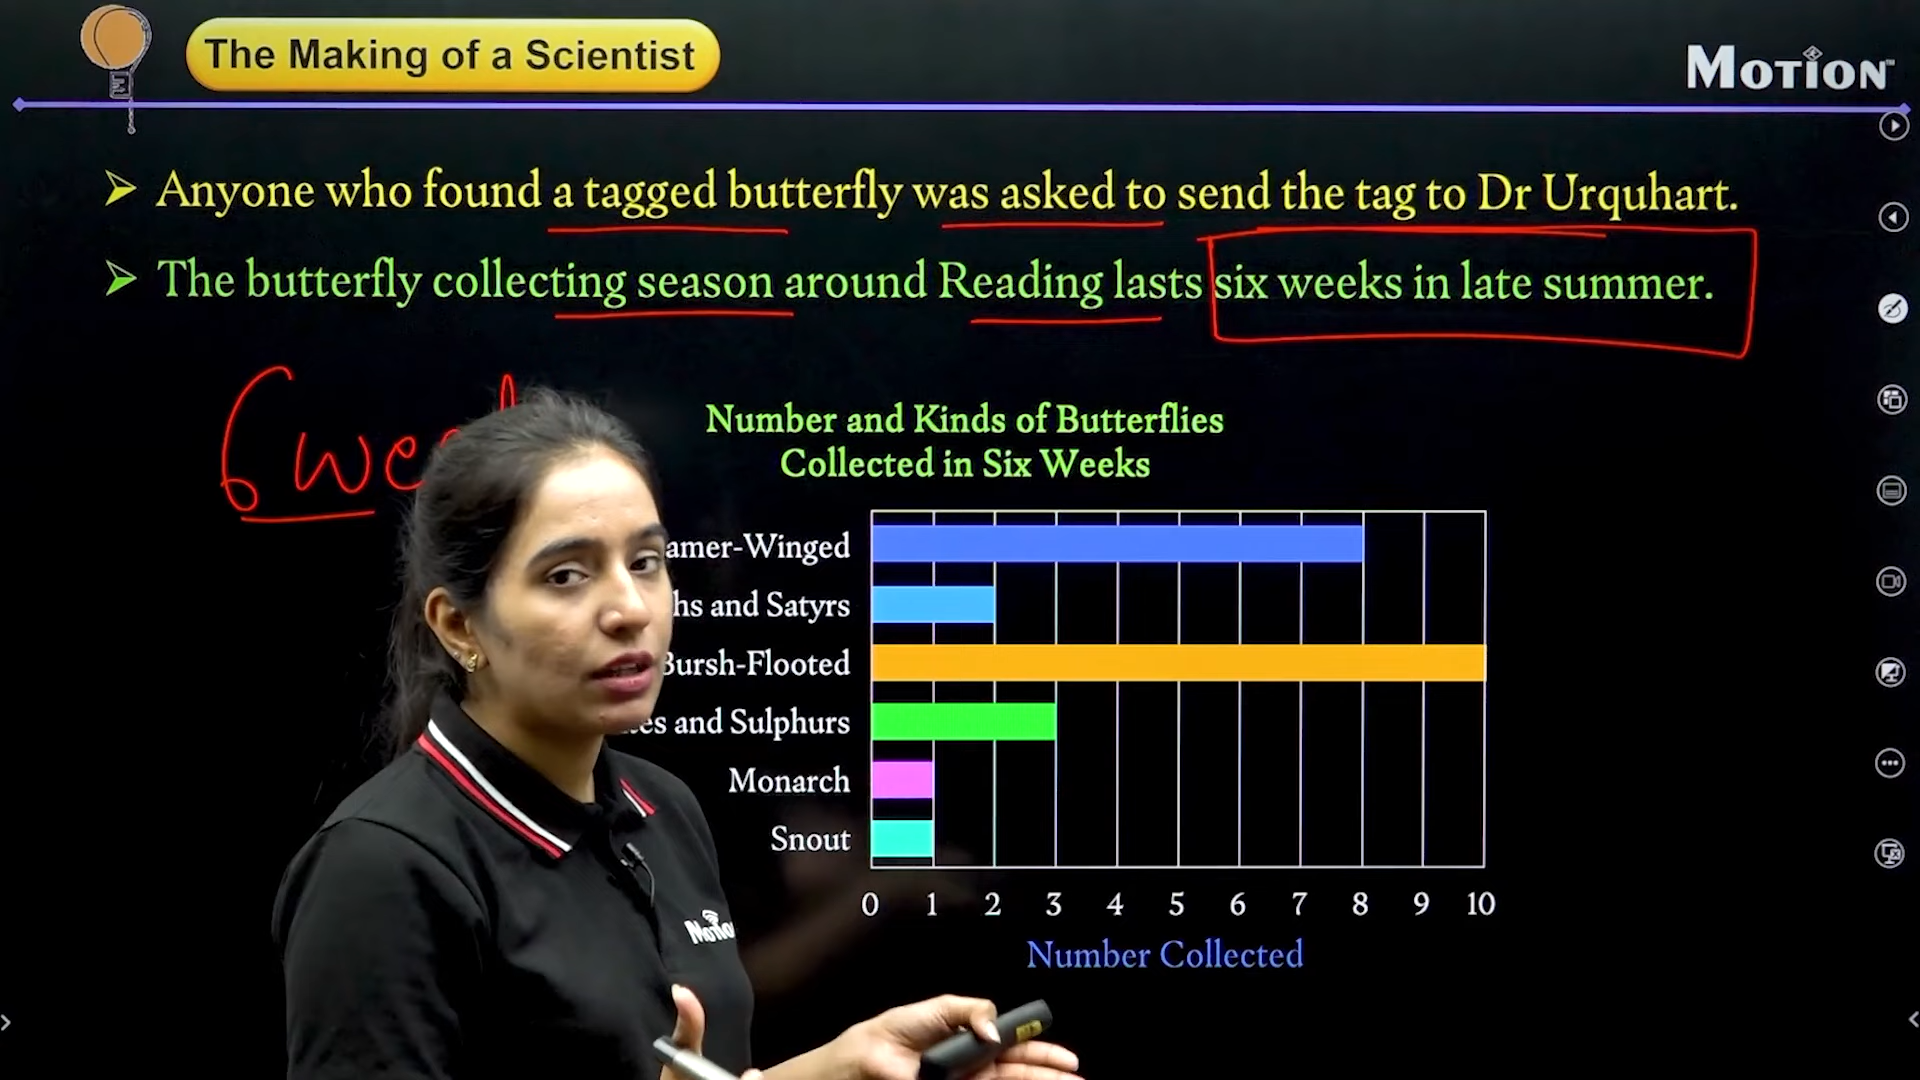 The Making of a Scientist
MOTION
Anyone who found a tagged butterfly was asked to send the tag to Dr Urquhart.
The butterfly collecting season around Reading lasts six weeks in late summer.
6
Number and Kinds of Butterflies
Collected in Six Weeks
amer-Winged
hs and Satyrs
Bursh-Flooted
es and Sulphurs
Monarch
Snout
0 1 2 3 4 5 6 7 8 9 10
Number Collected